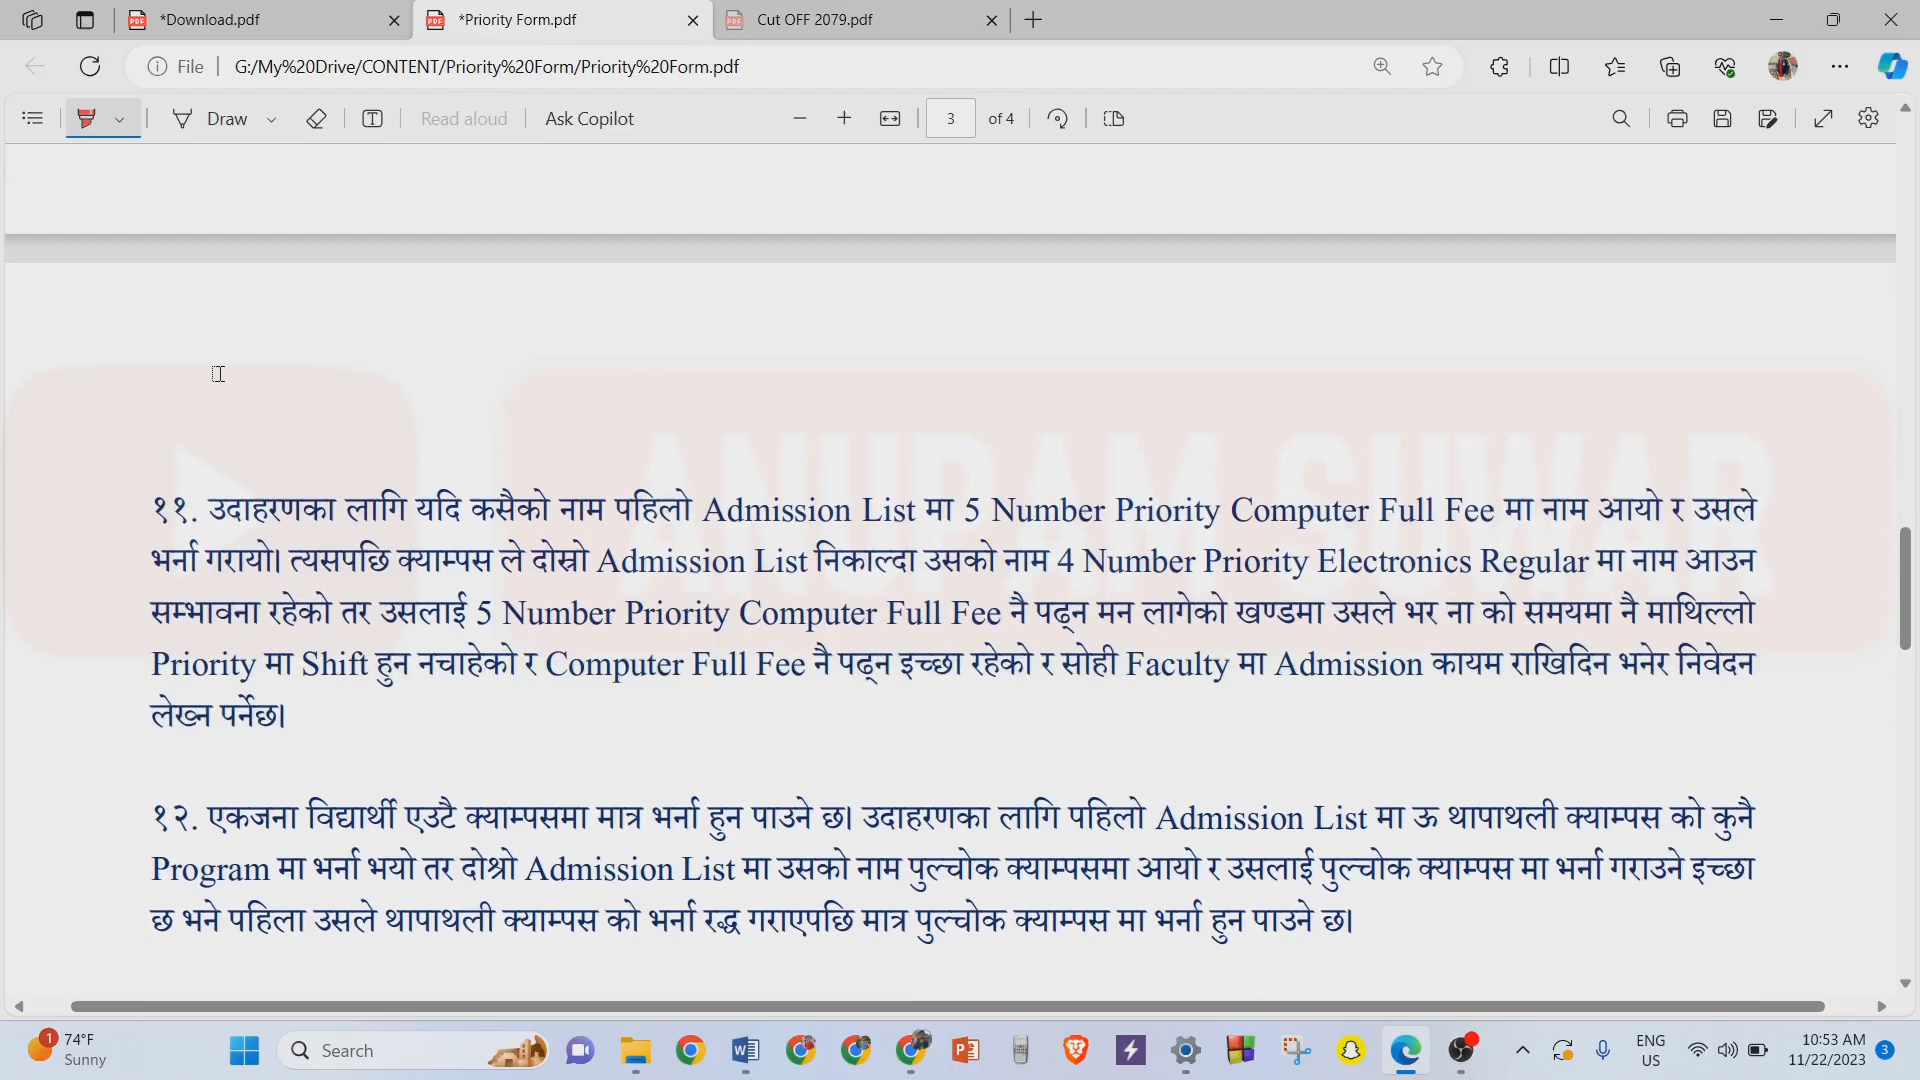 *Download.pdf
*Priority Form.pdf
Cut OFF 2079.pdf
File
G:/My%20Drive/CONTENT/Priority%20Form/Priority%20Form.pdf
Draw
Read aloud
Ask Copilot
3
of 4
ANUPAM SUWAR
११. उदाहरणका लागि यदि कसैको नाम पहिलो Admission List मा 5 Number Priority Computer Full Fee मा नाम आयो र उसले
भर्ना गरायो। त्यसपछि क्याम्पस ले दोस्रो Admission List निकाल्दा उसको नाम 4 Number Priority Electronics Regular मा नाम आउन
सम्भावना रहेको तर उसलाई 5 Number Priority Computer Full Fee नै पढ्न मन लागेको खण्डमा उसले भर ना को समयमा नै माथिल्लो
Priority मा Shift हुन नचाहेको र Computer Full Fee नै पढ्न इच्छा रहेको र सोही Faculty मा Admission कायम राखिदिन भनेर निवेदन
लेख्न पर्नेछ।
१२. एकजना विद्यार्थी एउटै क्याम्पसमा मात्र भर्ना हुन पाउने छ। उदाहरणका लागि पहिलो Admission List मा ऊ थापाथली क्याम्पस को कुनै
Program मा भर्ना भयो तर दोश्रो Admission List मा उसको नाम पुल्चोक क्याम्पसमा आयो र उसलाई पुल्चोक क्याम्पस मा भर्ना गराउने इच्छा
छ भने पहिला उसले थापाथली क्याम्पस को भर्ना रद्ध गराएपछि मात्र पुल्चोक क्याम्पस मा भर्ना हुन पाउने छ।
1
74°F
Sunny
Search
ENG
US
10:53 AM
11/22/2023
3